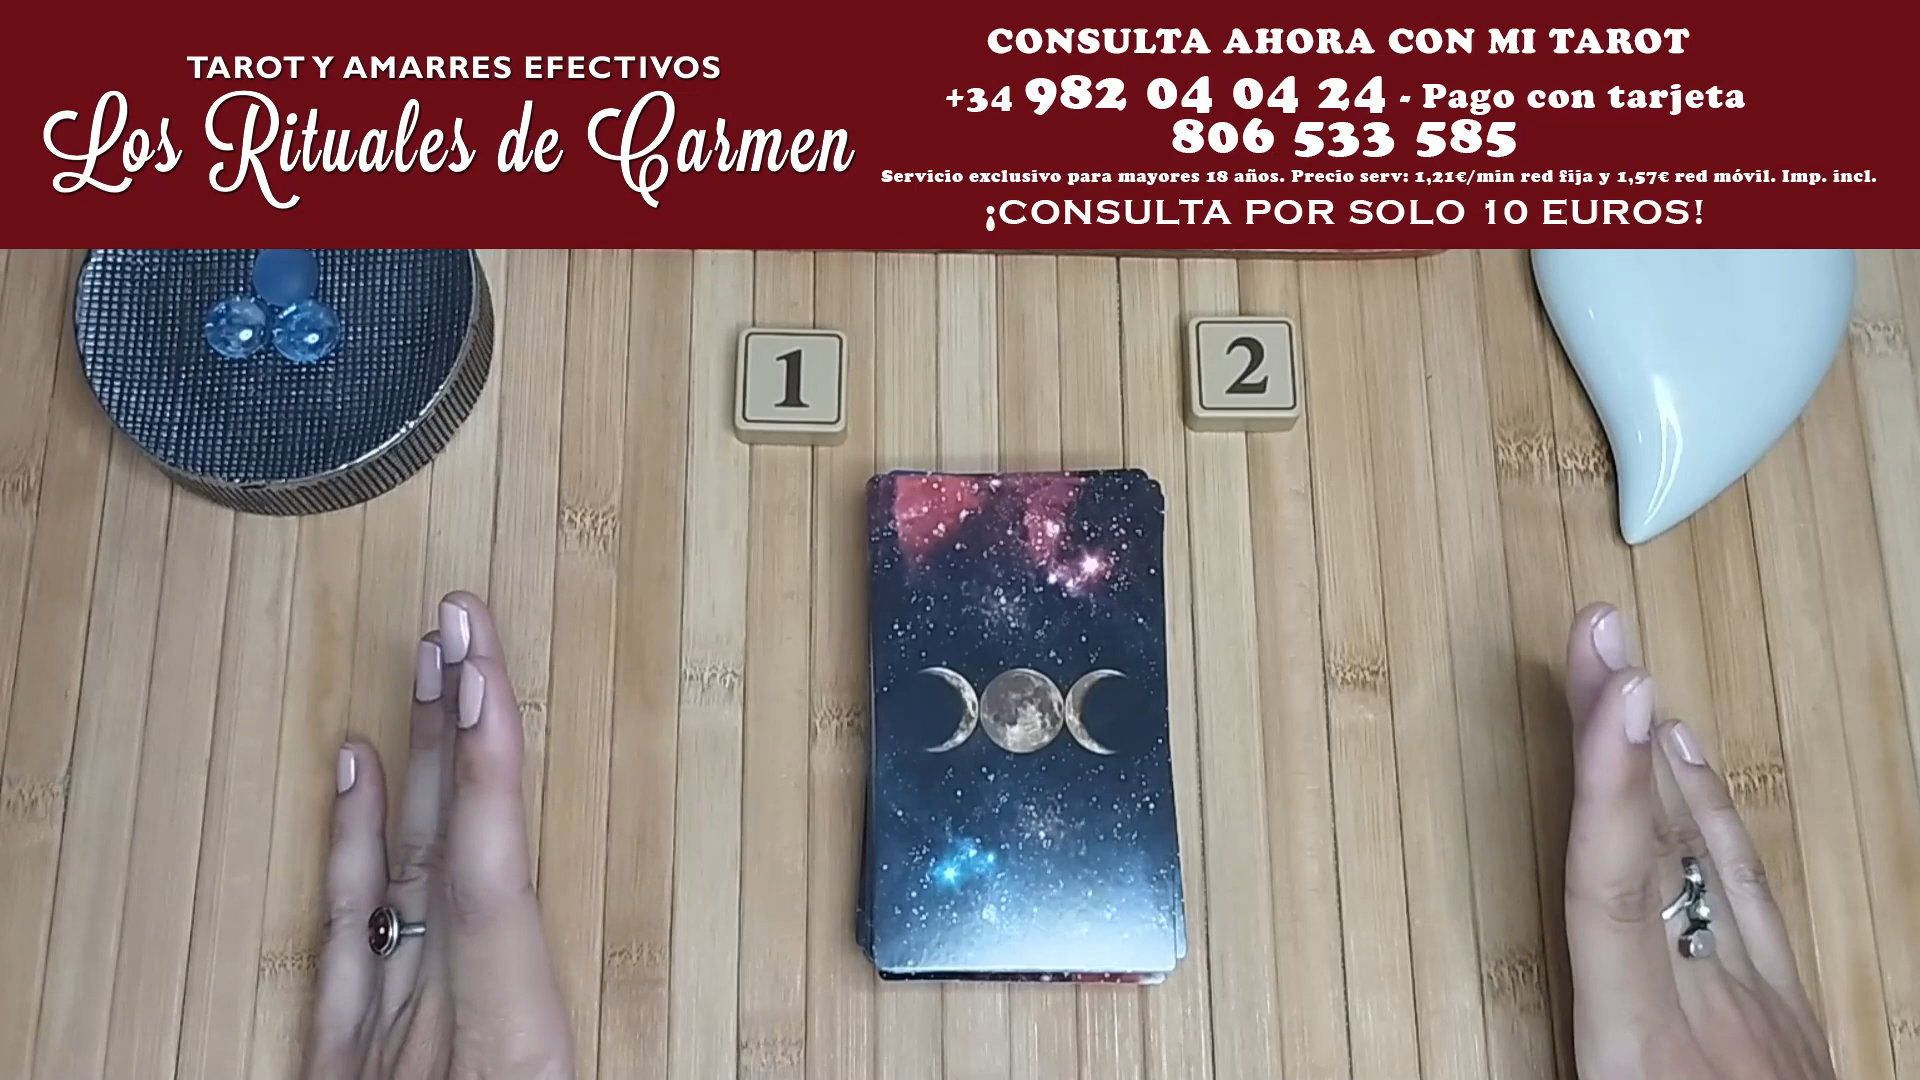 TAROT Y AMARRES EFECTIVOS
Los Rituales de Carmen
CONSULTA AHORA CON MI TAROT
+34 982 04 04 24 - Pago con tarjeta
806 533 585
Servicio exclusivo para mayores 18 años. Precio serv: 1,21€/min red fija y 1,57€ red móvil. Imp. incl.
¡CONSULTA POR SOLO 10 EUROS!
1
2